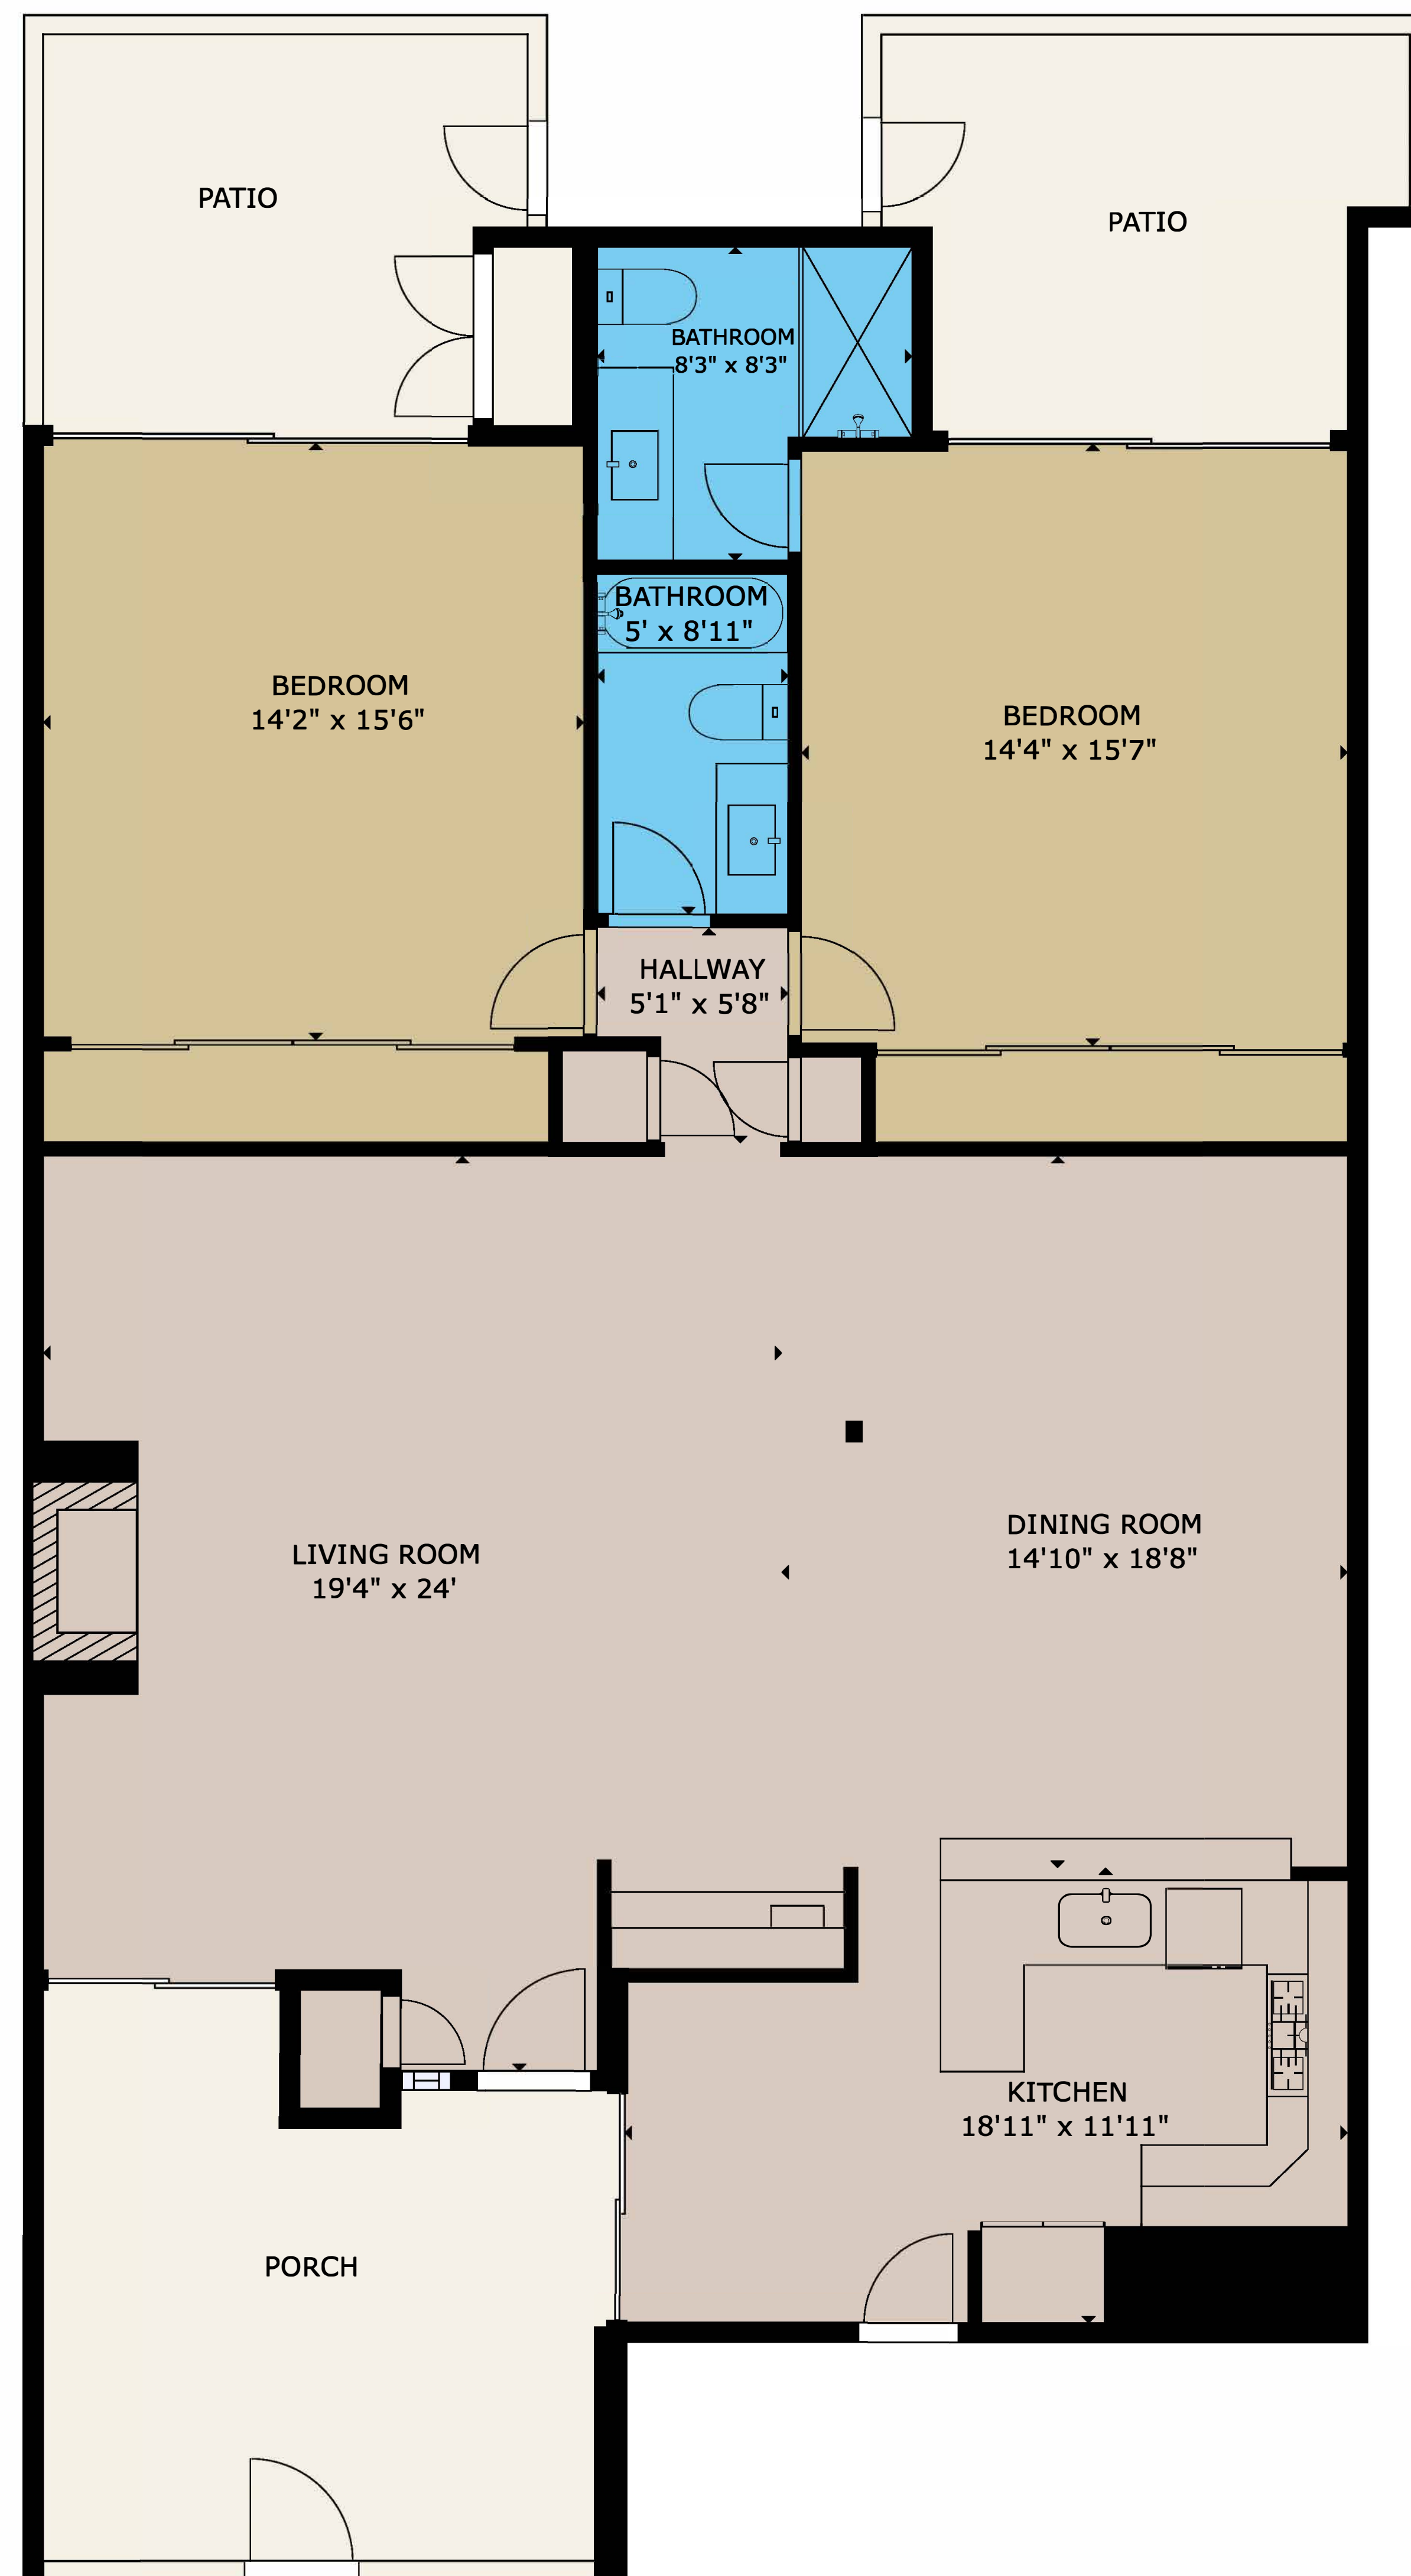 PATIO
PATIO
BATHROOM
8'3" x 8'3"
BATHROOM
5' x 8'11"
BEDROOM
14'2" x 15'6"
BEDROOM
14'4" x 15'7"
HALLWAY
5'1" x 5'8"
DINING ROOM
14'10" x 18'8"
LIVING ROOM
19'4" x 24'
KITCHEN
18'11" x 11'11"
PORCH